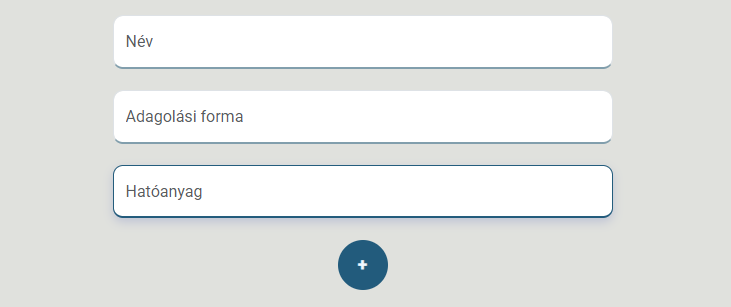 Név
Adagolási forma
Hatóanyag
+